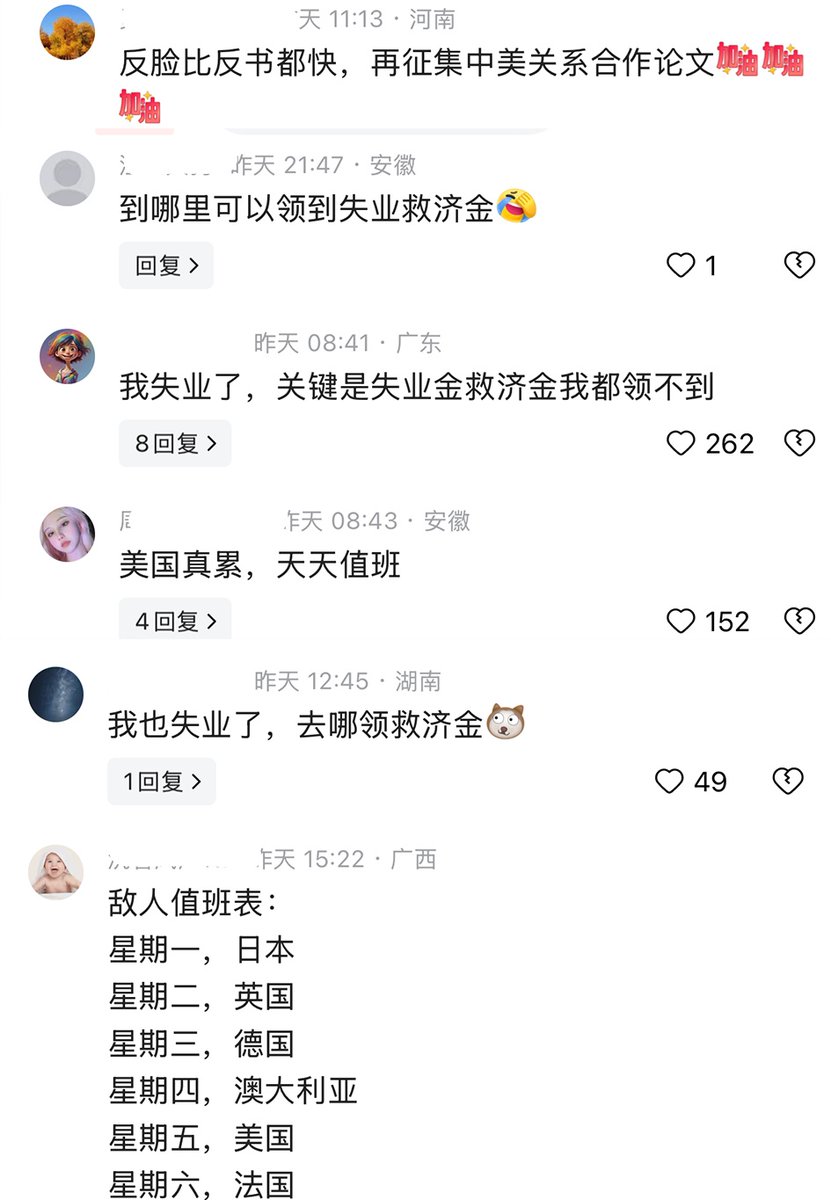 天 11:13 · 河南
反脸比反书都快，再征集中美关系合作论文加油加油
加油
昨天 21:47 · 安徽
到哪里可以领到失业救济金
回复 >
1
昨天 08:41 · 广东
我失业了，关键是失业金救济金我都领不到
8回复 >
262
昨天 08:43 · 安徽
美国真累，天天值班
4回复 >
152
昨天 12:45 · 湖南
我也失业了，去哪领救济金
1回复 >
49
昨天 15:22 · 广西
敌人值班表：
星期一，日本
星期二，英国
星期三，德国
星期四，澳大利亚
星期五，美国
星期六，法国